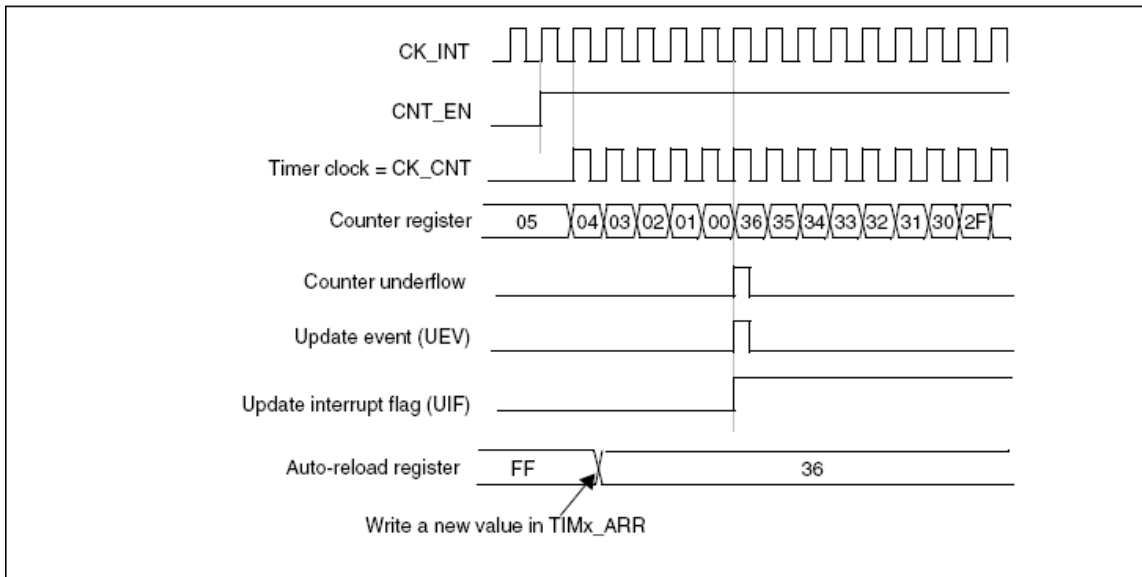 CK_INT
CNT_EN
Timer clock = CK_CNT
Counter register 05 04 03 02 01 00 36 35 34 33 32 31 30 2F
Counter underflow
Update event (UEV)
Update interrupt flag (UIF)
Auto-reload register FF 36
Write a new value in TIMx_ARR